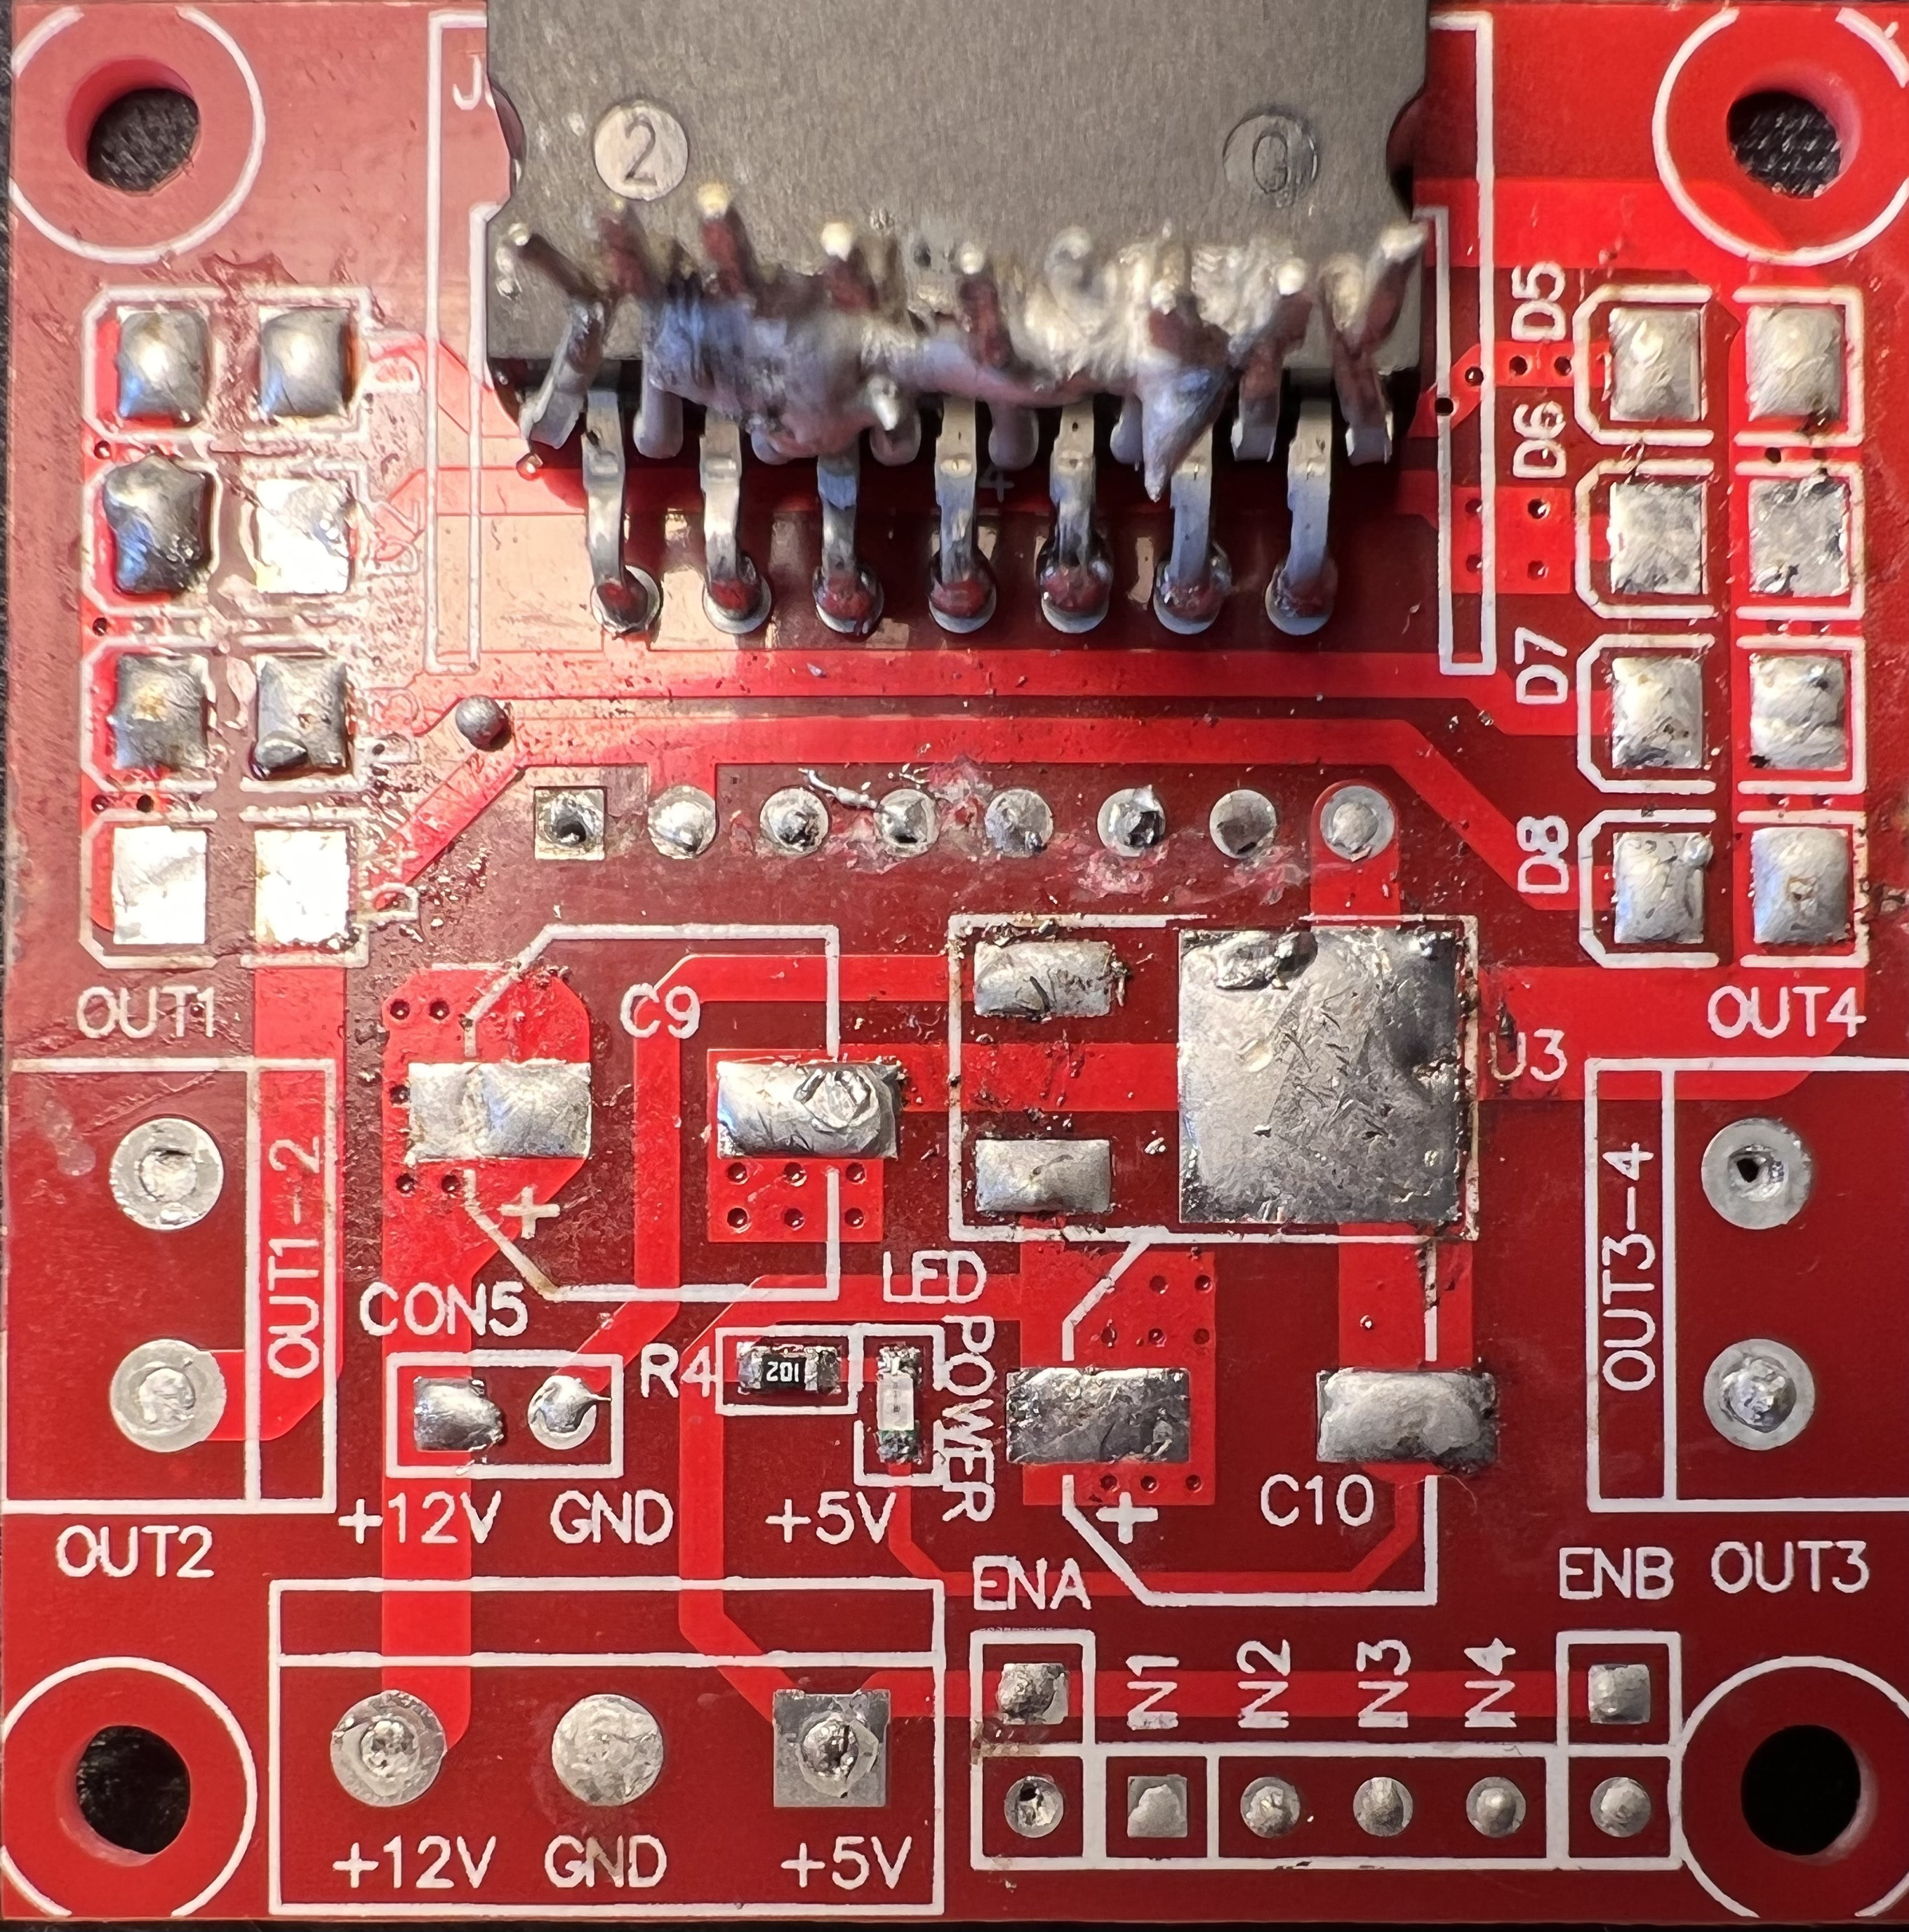 2
0
D5
D6
D7
D8
OUT1
C9
U3
OUT4
OUT1-2
OUT3-4
+
LED
CON5
R4
201
POWER
+12V
GND
+5V
+
C10
OUT2
ENA
ENB
OUT3
N1
N2
N3
N4
+12V
GND
+5V